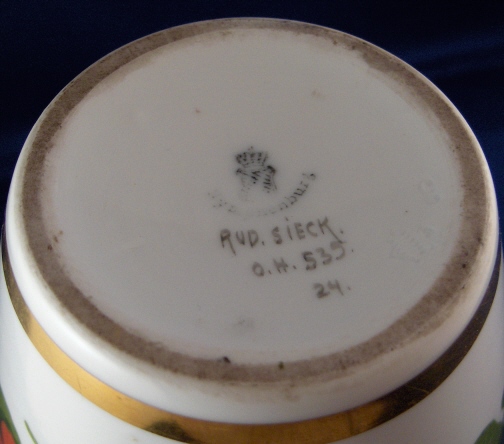 RUD. SIECK.
O.H. 535.
24.